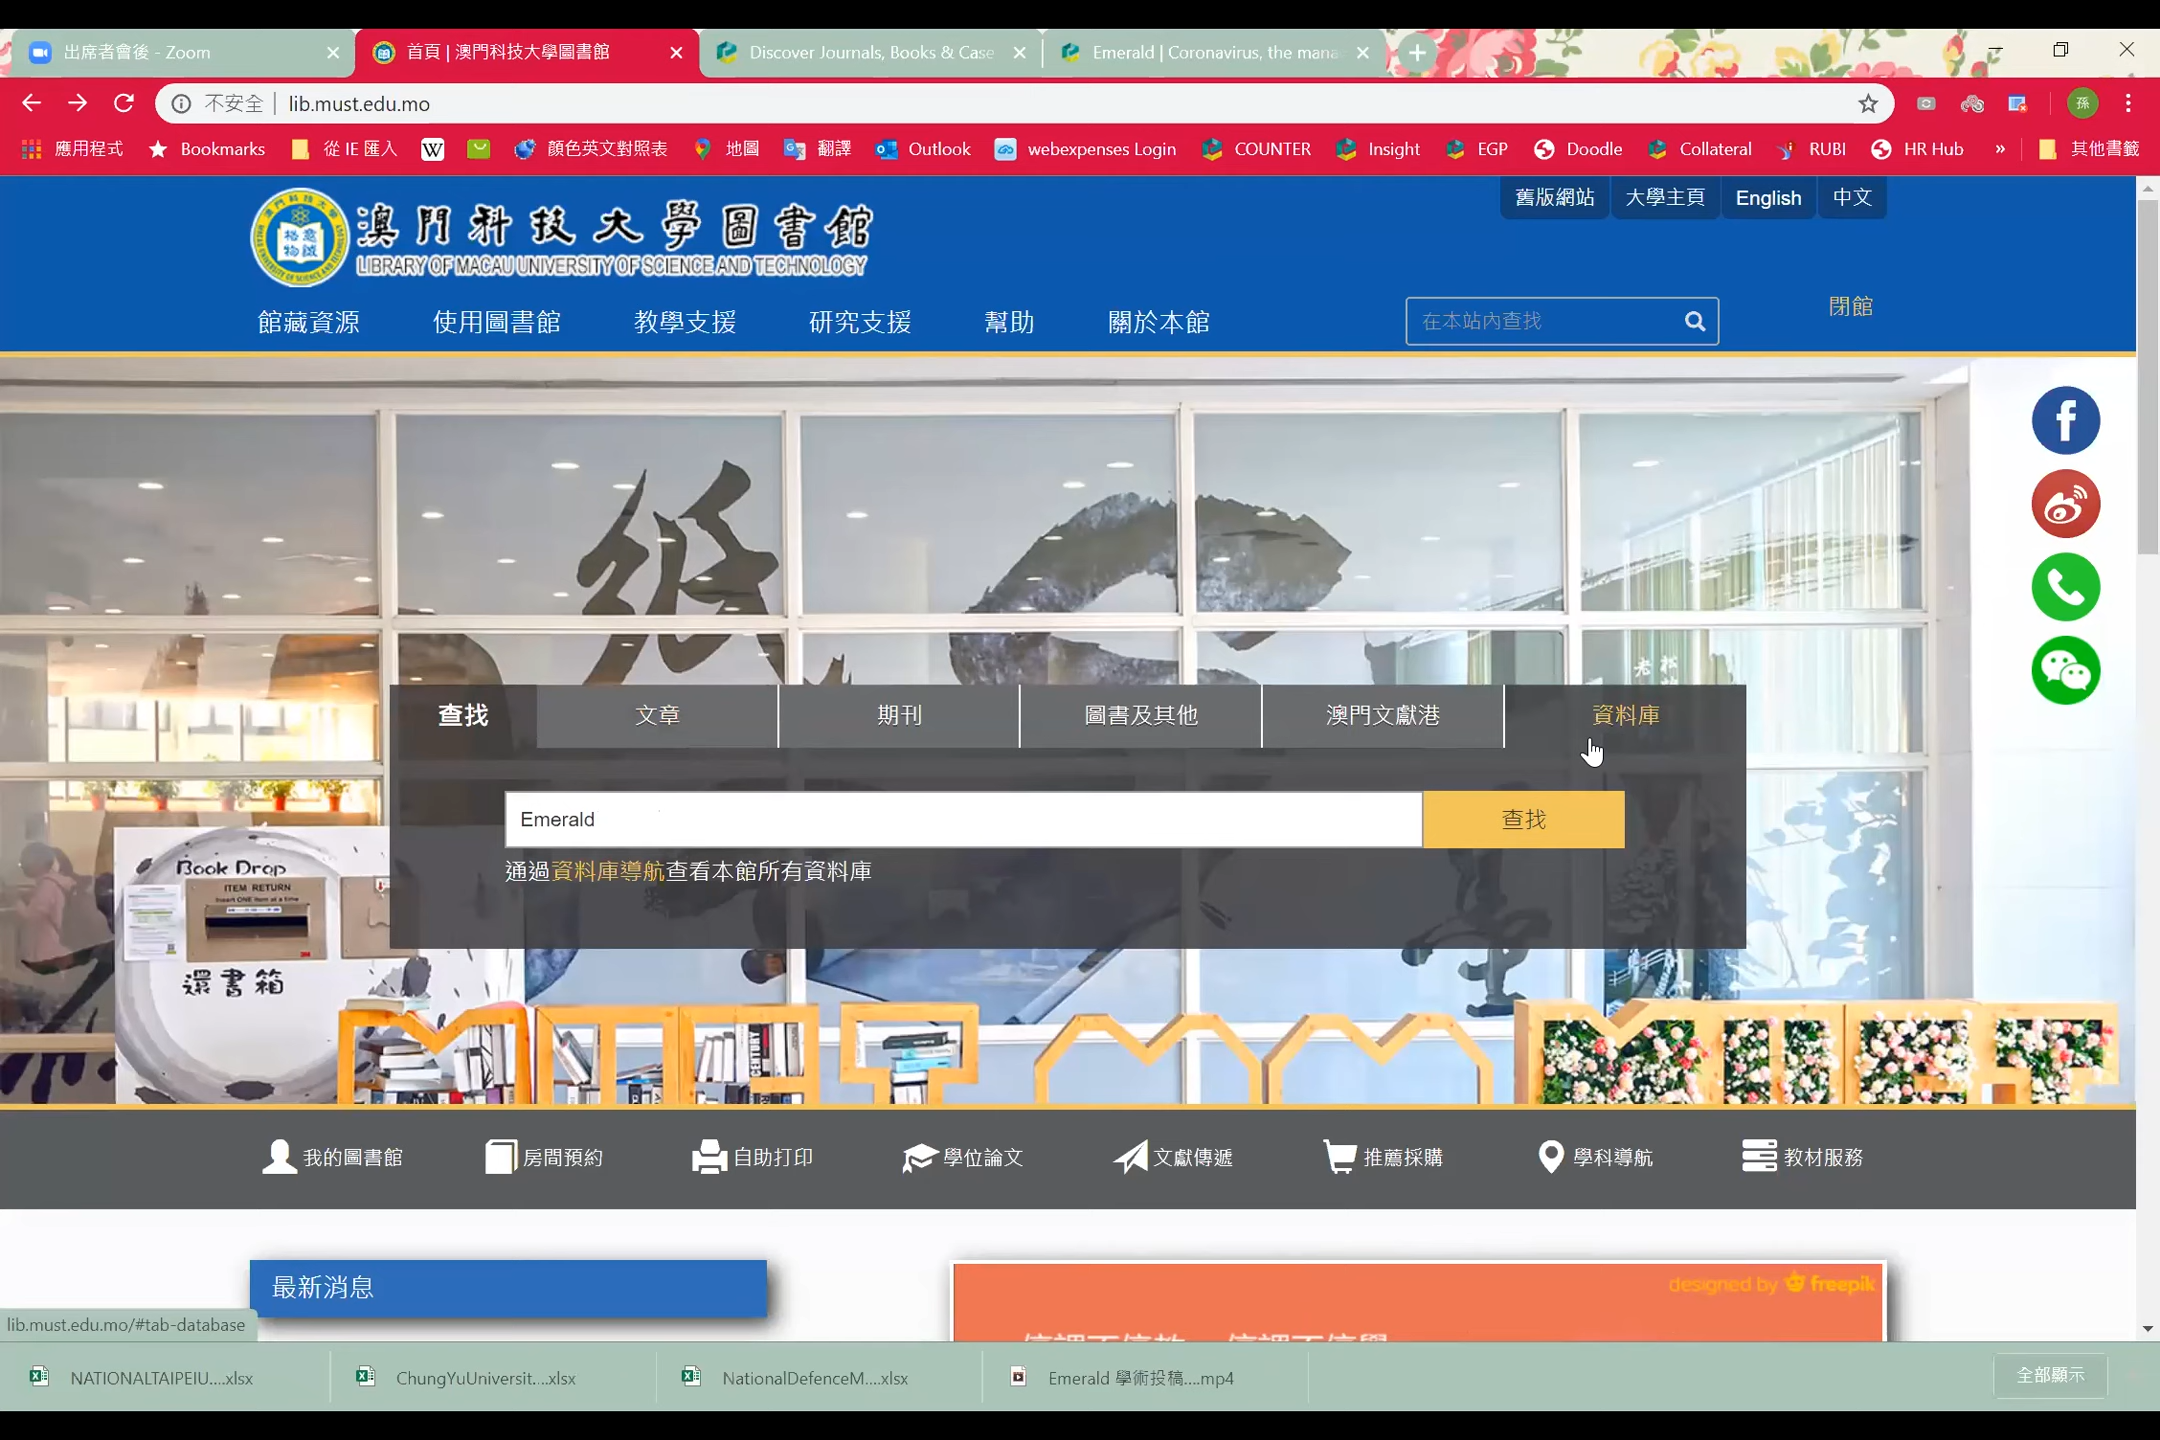 出席者會後 - Zoom
首頁 | 澳門科技大學圖書館
Discover Journals, Books & Case
Emerald | Coronavirus, the mana
不安全 | lib.must.edu.mo
孫
應用程式
Bookmarks
從 IE 匯入
W
顏色英文對照表
地圖
翻譯
Outlook
webexpenses Login
COUNTER
Insight
EGP
Doodle
Collateral
RUBI
HR Hub
»
其他書籤
舊版網站
大學主頁
English
中文
澳門科技大學圖書館
LIBRARY OF MACAU UNIVERSITY OF SCIENCE AND TECHNOLOGY
館藏資源
使用圖書館
教學支援
研究支援
幫助
關於本館
在本站內查找
閉館
紙
查找
文章
期刊
圖書及其他
澳門文獻港
資料庫
Emerald
查找
通過資料庫導航查看本館所有資料庫
Book Drop
ITEM RETURN
Insert ONE item at a time
還書箱
我的圖書館
房間預約
自助打印
學位論文
文獻傳遞
推薦採購
學科導航
教材服務
最新消息
designed by freepik
lib.must.edu.mo/#tab-database
NATIONALTAIPEIU....xlsx
ChungYuUniversit....xlsx
NationalDefenceM....xlsx
Emerald 學術投稿....mp4
全部顯示